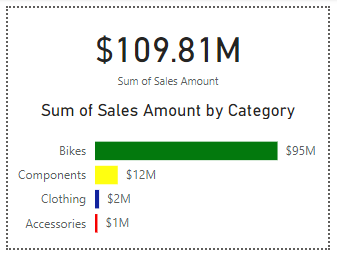 $109.81M
Sum of Sales Amount
Sum of Sales Amount by Category
Bikes $95M
Components $12M
Clothing $2M
Accessories $1M